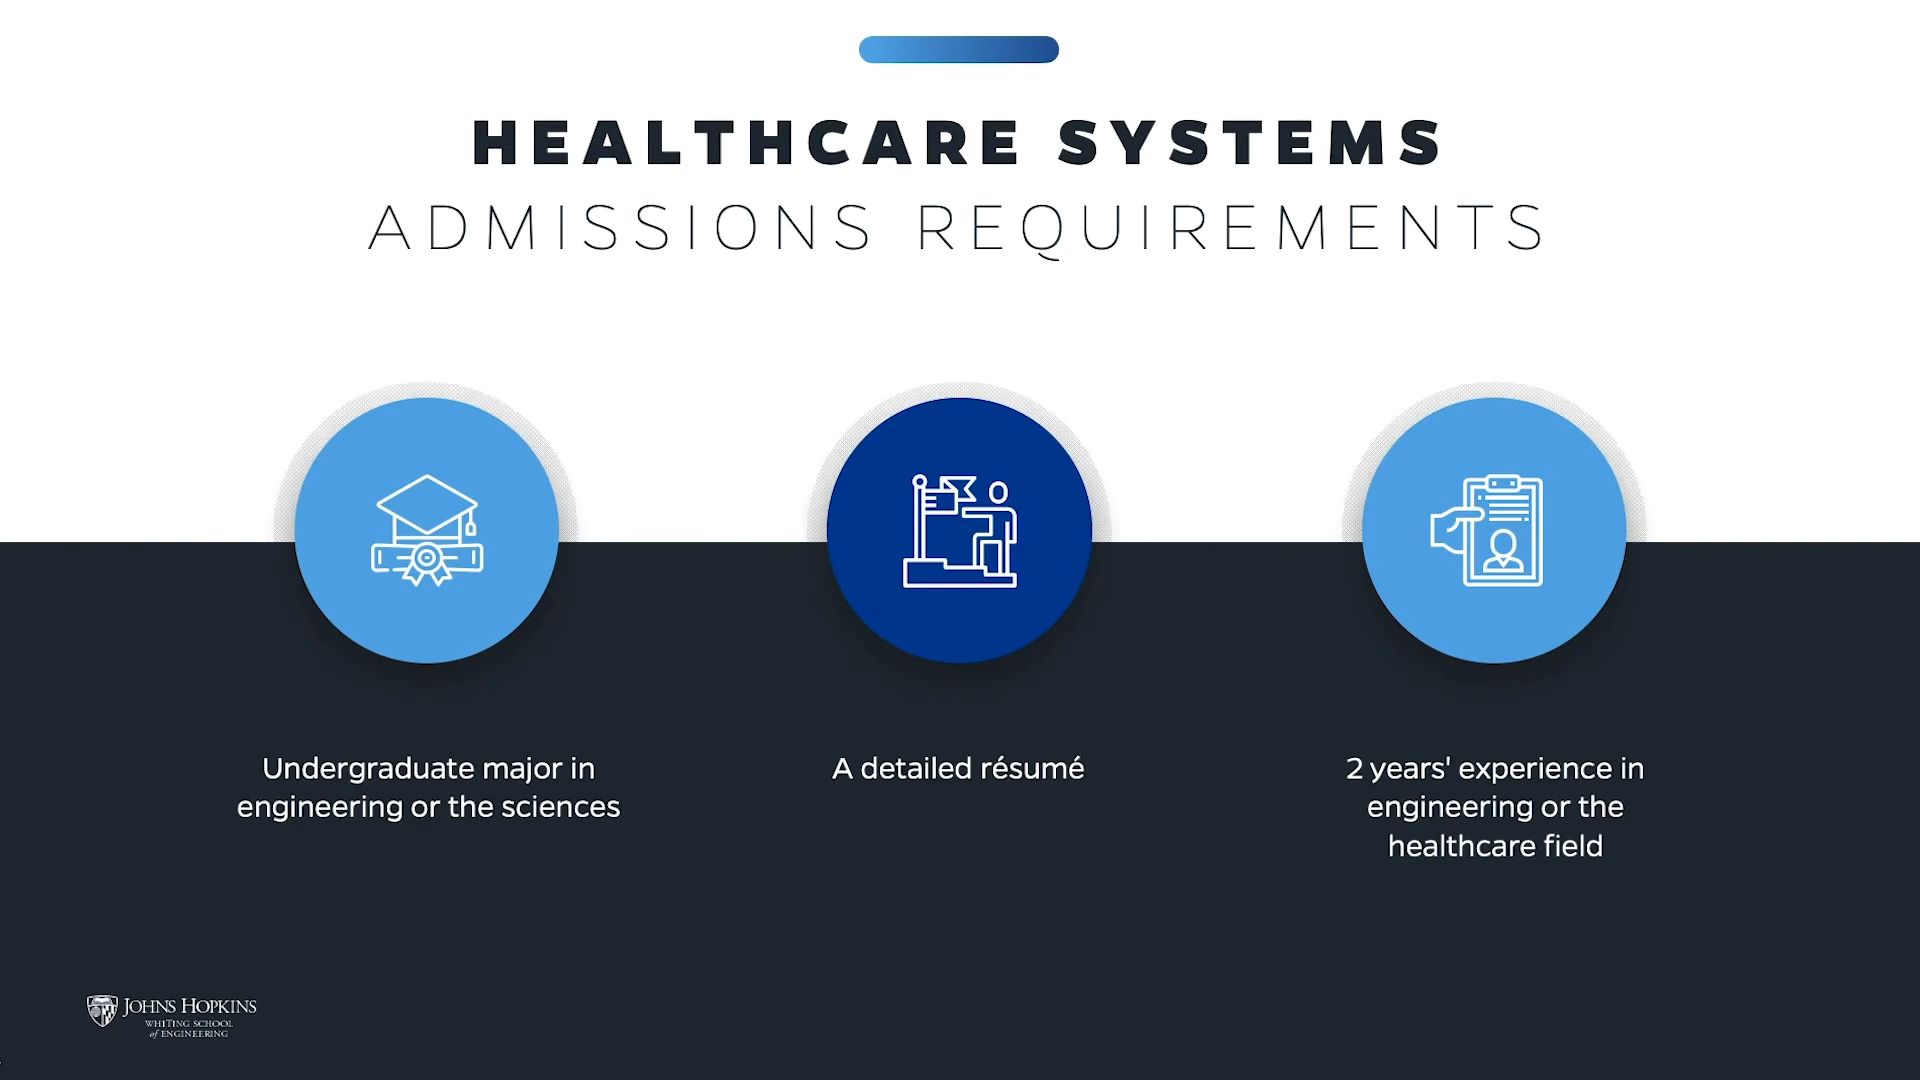 HEALTHCARE SYSTEMS
ADMISSIONS REQUIREMENTS
Undergraduate major in
engineering or the sciences
A detailed résumé
2 years' experience in
engineering or the
healthcare field
JOHNS HOPKINS
WHITING SCHOOL
of ENGINEERING